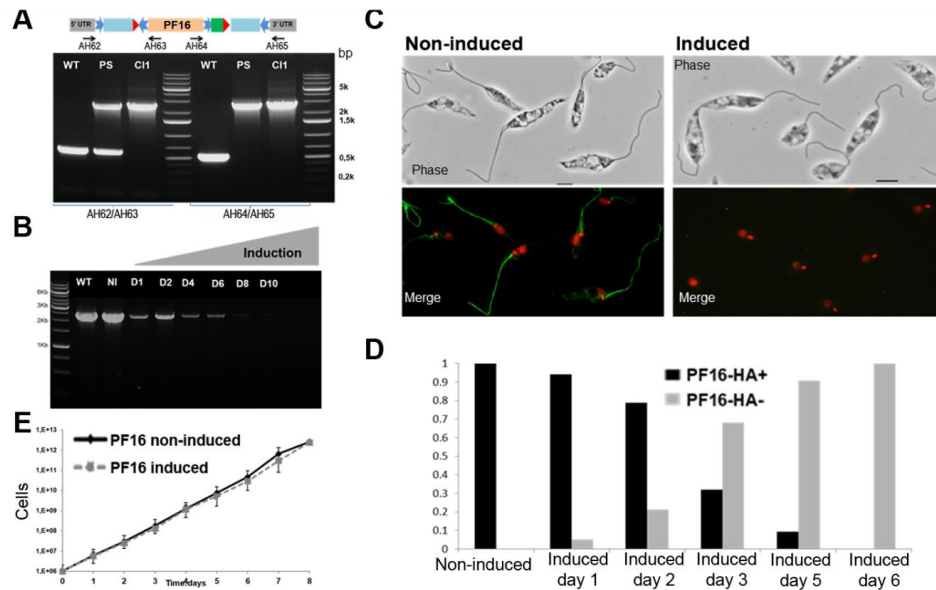 A
5' UTR PF16 3' UTR
AH62 AH63 AH64 AH65
bp
WT PS Cl1 WT PS Cl1
5k
2k
1,5k
0,5k
0,2k
AH62/AH63 AH64/AH65
B
Induction
WT NI D1 D2 D4 D6 D8 D10
6Kb
3Kb
2Kb
1Kb
C
Non-induced Induced
Phase
Phase
Merge Merge
D
1
0.9
0.8
0.7
0.6
0.5
0.4
0.3
0.2
0.1
0
PF16-HA+
PF16-HA-
Non-induced Induced day 1 Induced day 2 Induced day 3 Induced day 5 Induced day 6
E
PF16 non-induced
PF16 induced
Cells
1,E+13
1,E+12
1,E+11
1,E+10
1,E+09
1,E+08
1,E+07
1,E+06
0 1 2 3 4 5 6 7 8
Time/days